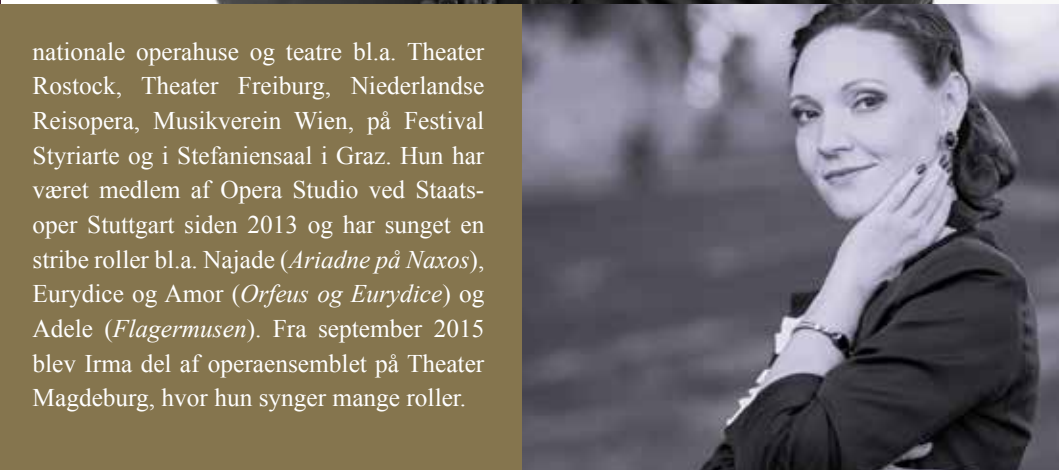 nationale operahuse og teatre bl.a. Theater
Rostock, Theater Freiburg, Niederlandse
Reisopera, Musikverein Wien, på Festival
Styriarte og i Stefaniensaal i Graz. Hun har
været medlem af Opera Studio ved Staats-
oper Stuttgart siden 2013 og har sunget en
stribe roller bl.a. Najade (Ariadne på Naxos),
Eurydice og Amor (Orfeus og Eurydice) og
Adele (Flagermusen). Fra september 2015
blev Irma del af operaensemblet på Theater
Magdeburg, hvor hun synger mange roller.